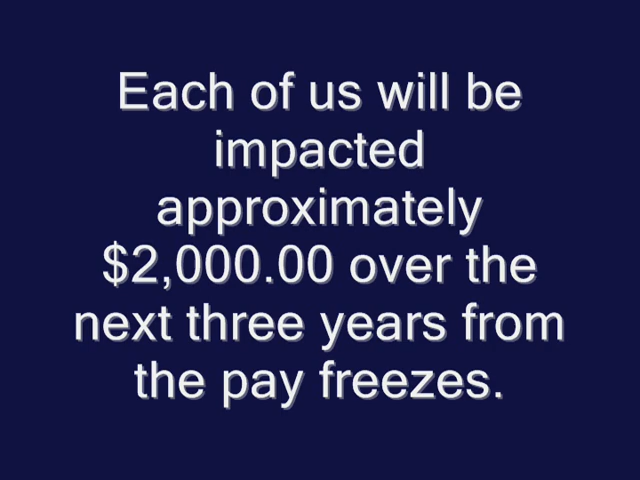 Each of us will be
impacted
approximately
$2,000.00 over the
next three years from
the pay freezes.